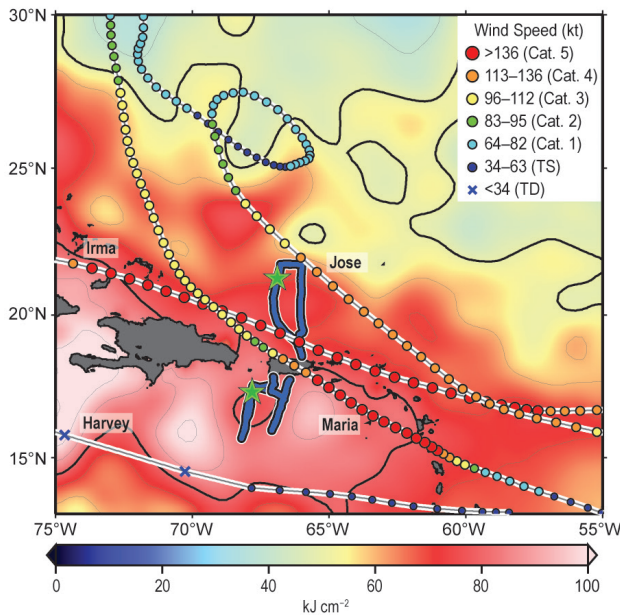 30°N
25°N
20°N
15°N
Wind Speed (kt)
>136 (Cat. 5)
113–136 (Cat. 4)
96–112 (Cat. 3)
83–95 (Cat. 2)
64–82 (Cat. 1)
34–63 (TS)
<34 (TD)
Irma
Jose
Harvey
Maria
75°W 70°W 65°W 60°W 55°W
0 20 40 60 80 100
kJ cm⁻²